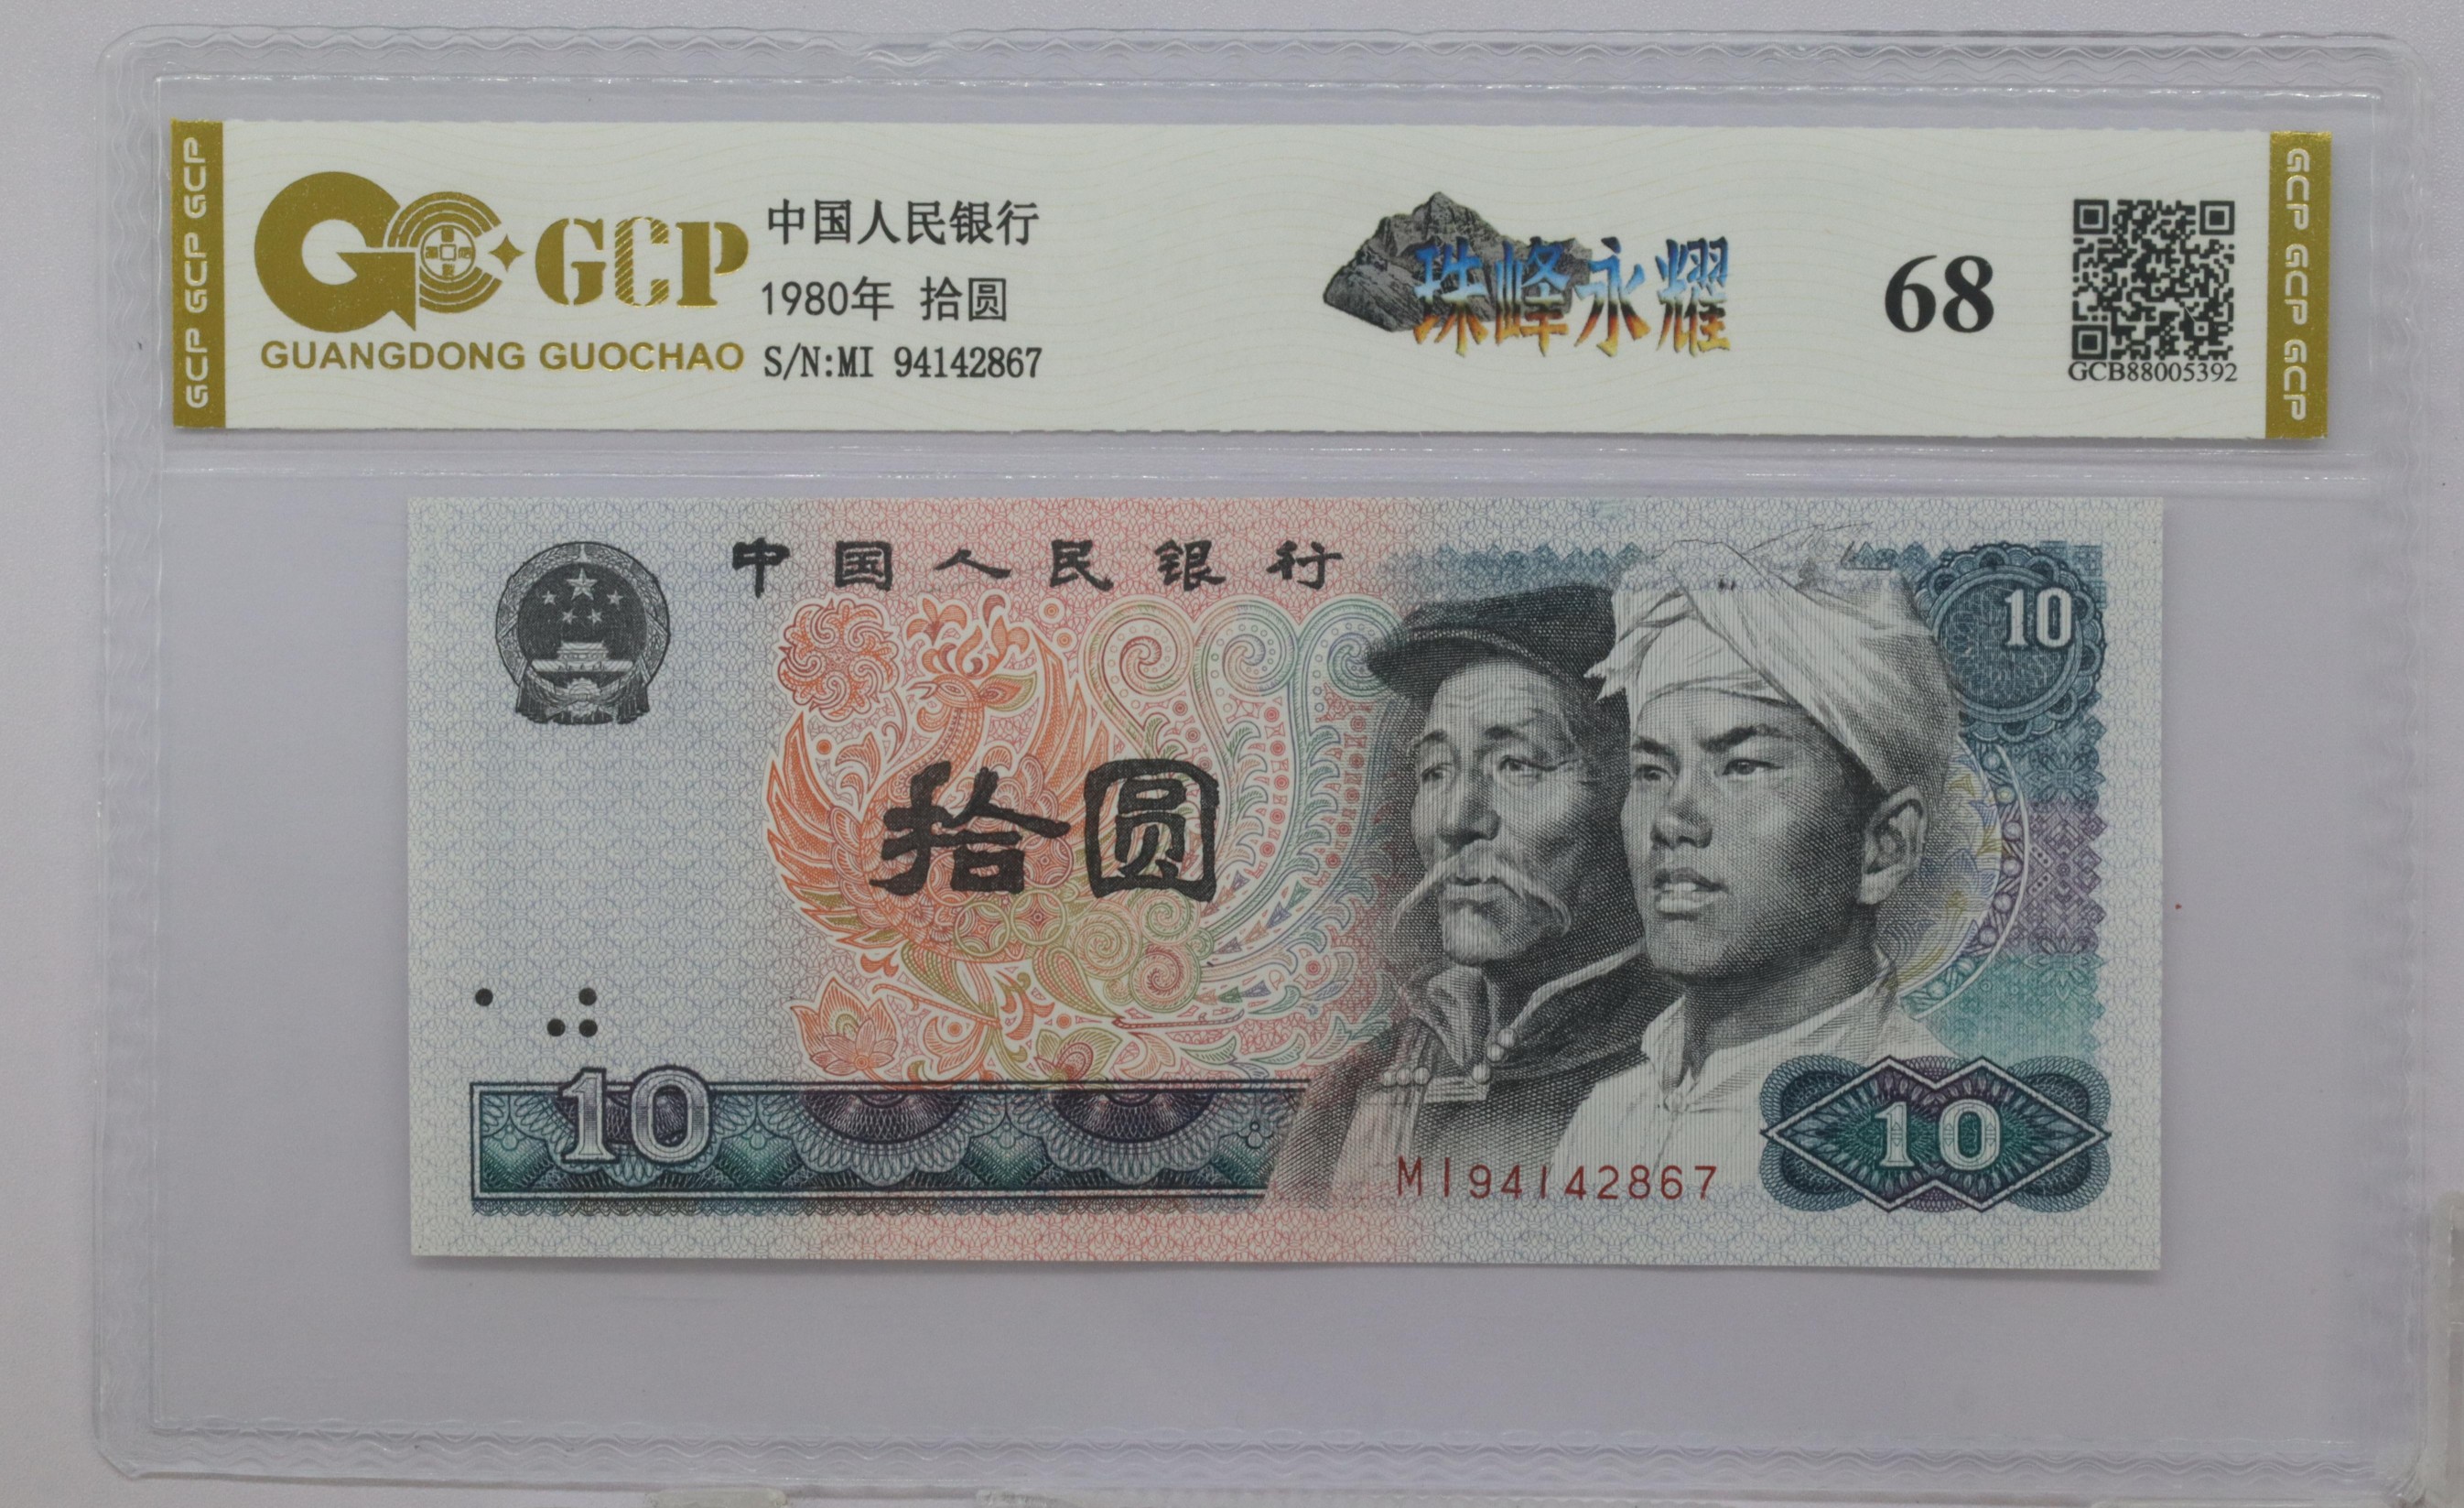 GCP GCP GCP
GCP
GUANGDONG GUOCHAO
中国人民银行
1980年 拾圆
S/N:MI 94142867
珠峰永耀
68
GCB88005392
GCP GCP GCP
中国人民银行
10
拾圆
10
MI94142867
10